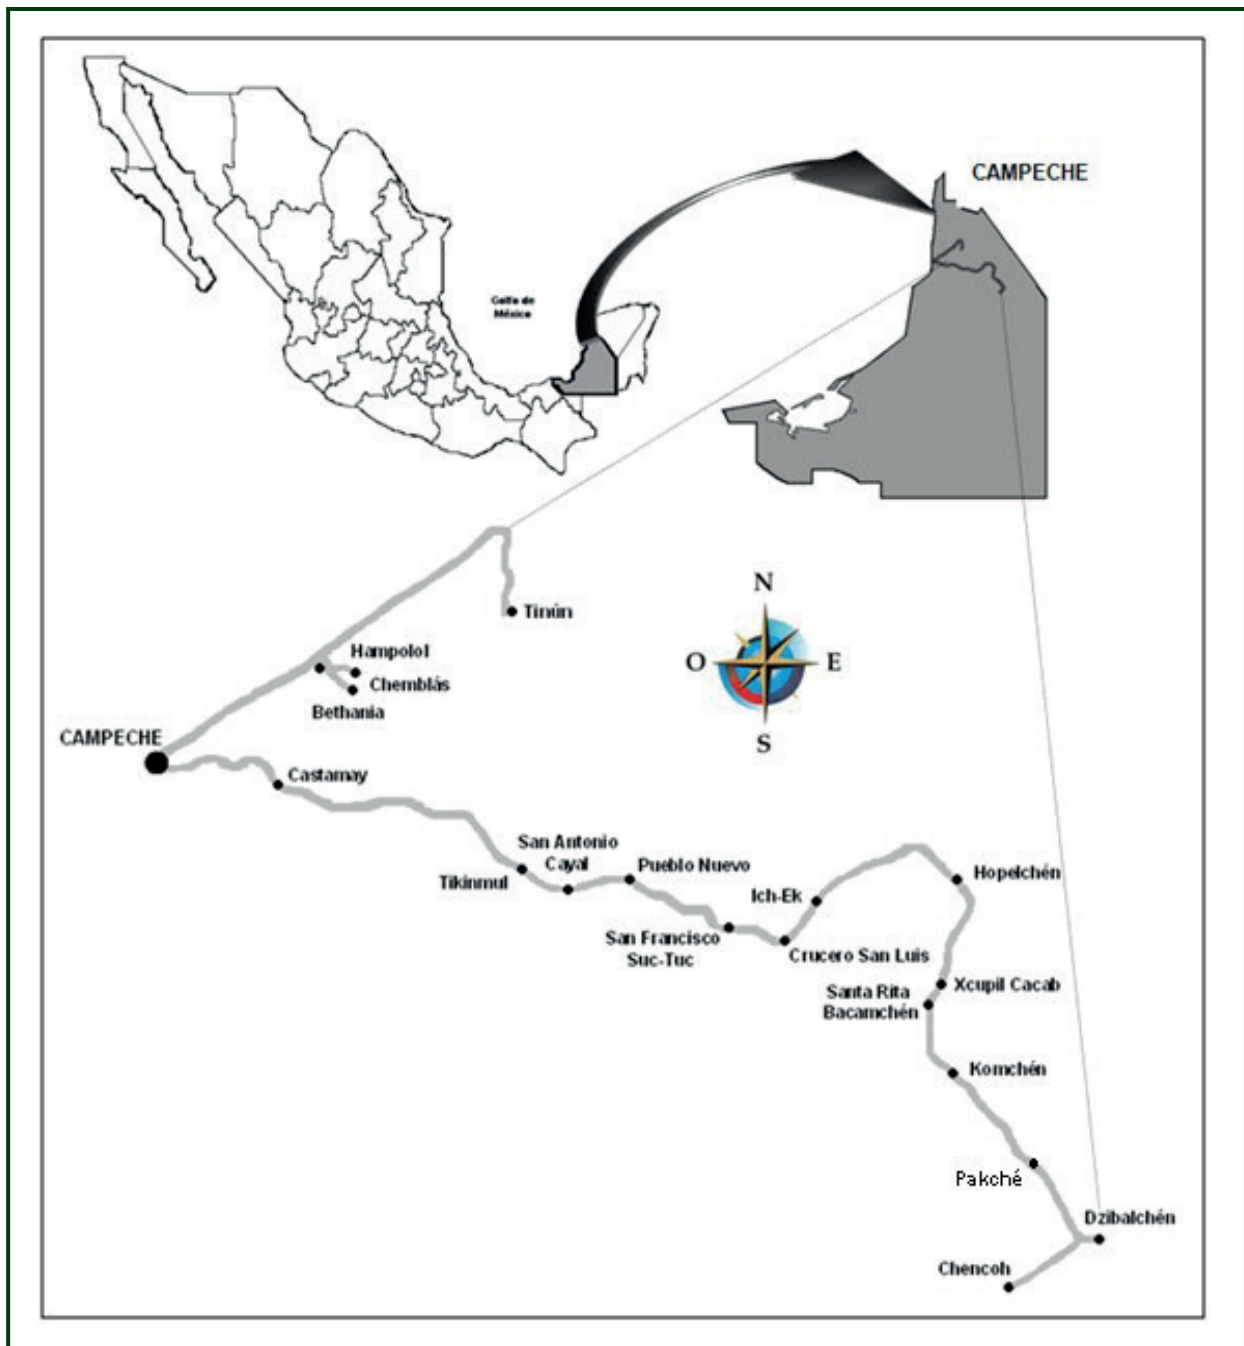 CAMPECHE
Golfo de
México
N
O
E
S
Tinún
Hampolol
Chemblás
Bethania
CAMPECHE
Castamay
San Antonio
Cayal
Tikinmul
Pueblo Nuevo
Ich-Ek
Hopelchén
San Francisco
Suc-Tuc
Crucero San Luis
Xcupil Cacab
Santa Rita
Bacamchén
Komchén
Pakché
Dzibalchén
Chencoh